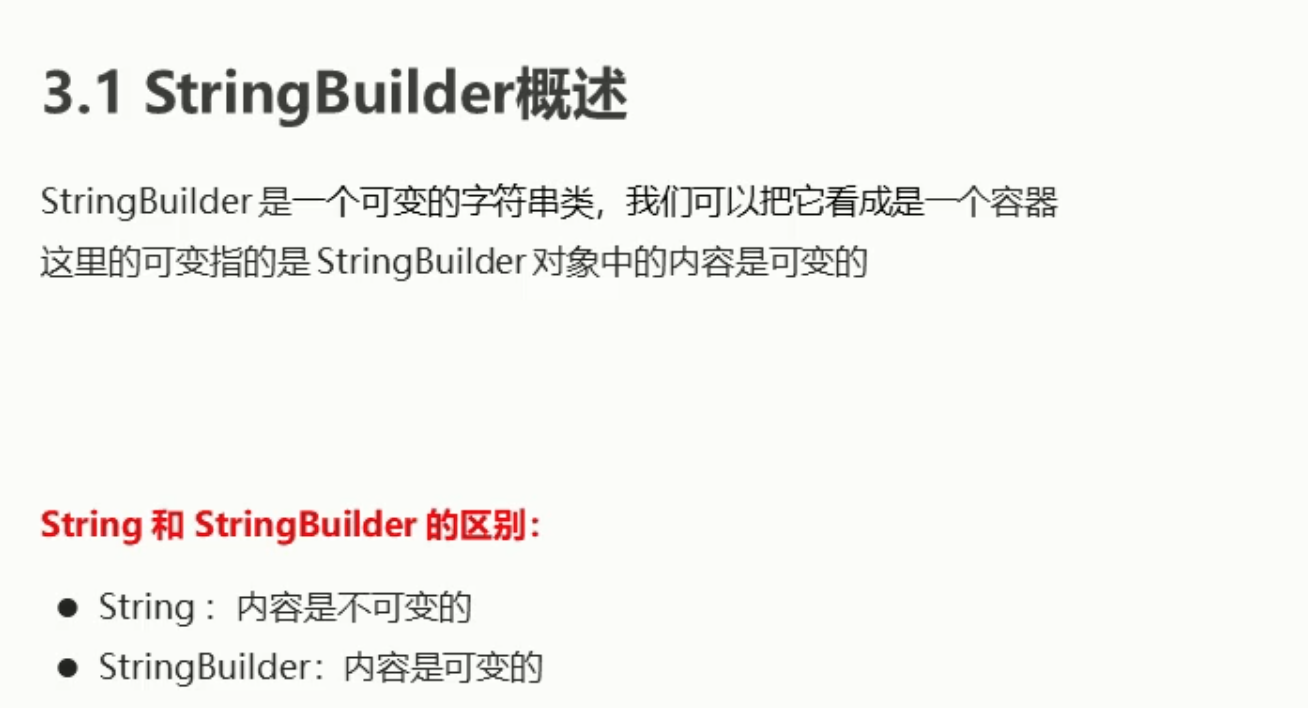 3.1 StringBuilder概述
StringBuilder 是一个可变的字符串类，我们可以把它看成是一个容器
这里的可变指的是 StringBuilder 对象中的内容是可变的
String 和 StringBuilder 的区别：
● String： 内容是不可变的
● StringBuilder：内容是可变的